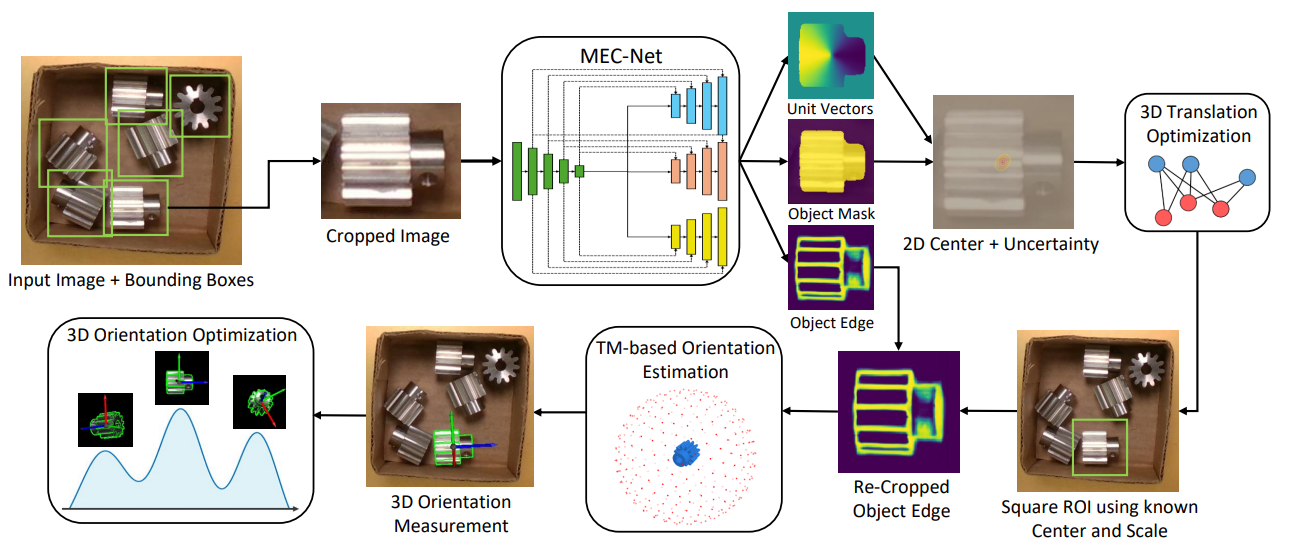 MEC-Net
Unit Vectors
3D Translation
Optimization
Cropped Image
Object Mask
2D Center + Uncertainty
Input Image + Bounding Boxes
Object Edge
3D Orientation Optimization
TM-based Orientation
Estimation
3D Orientation
Measurement
Re-Cropped
Object Edge
Square ROI using known
Center and Scale